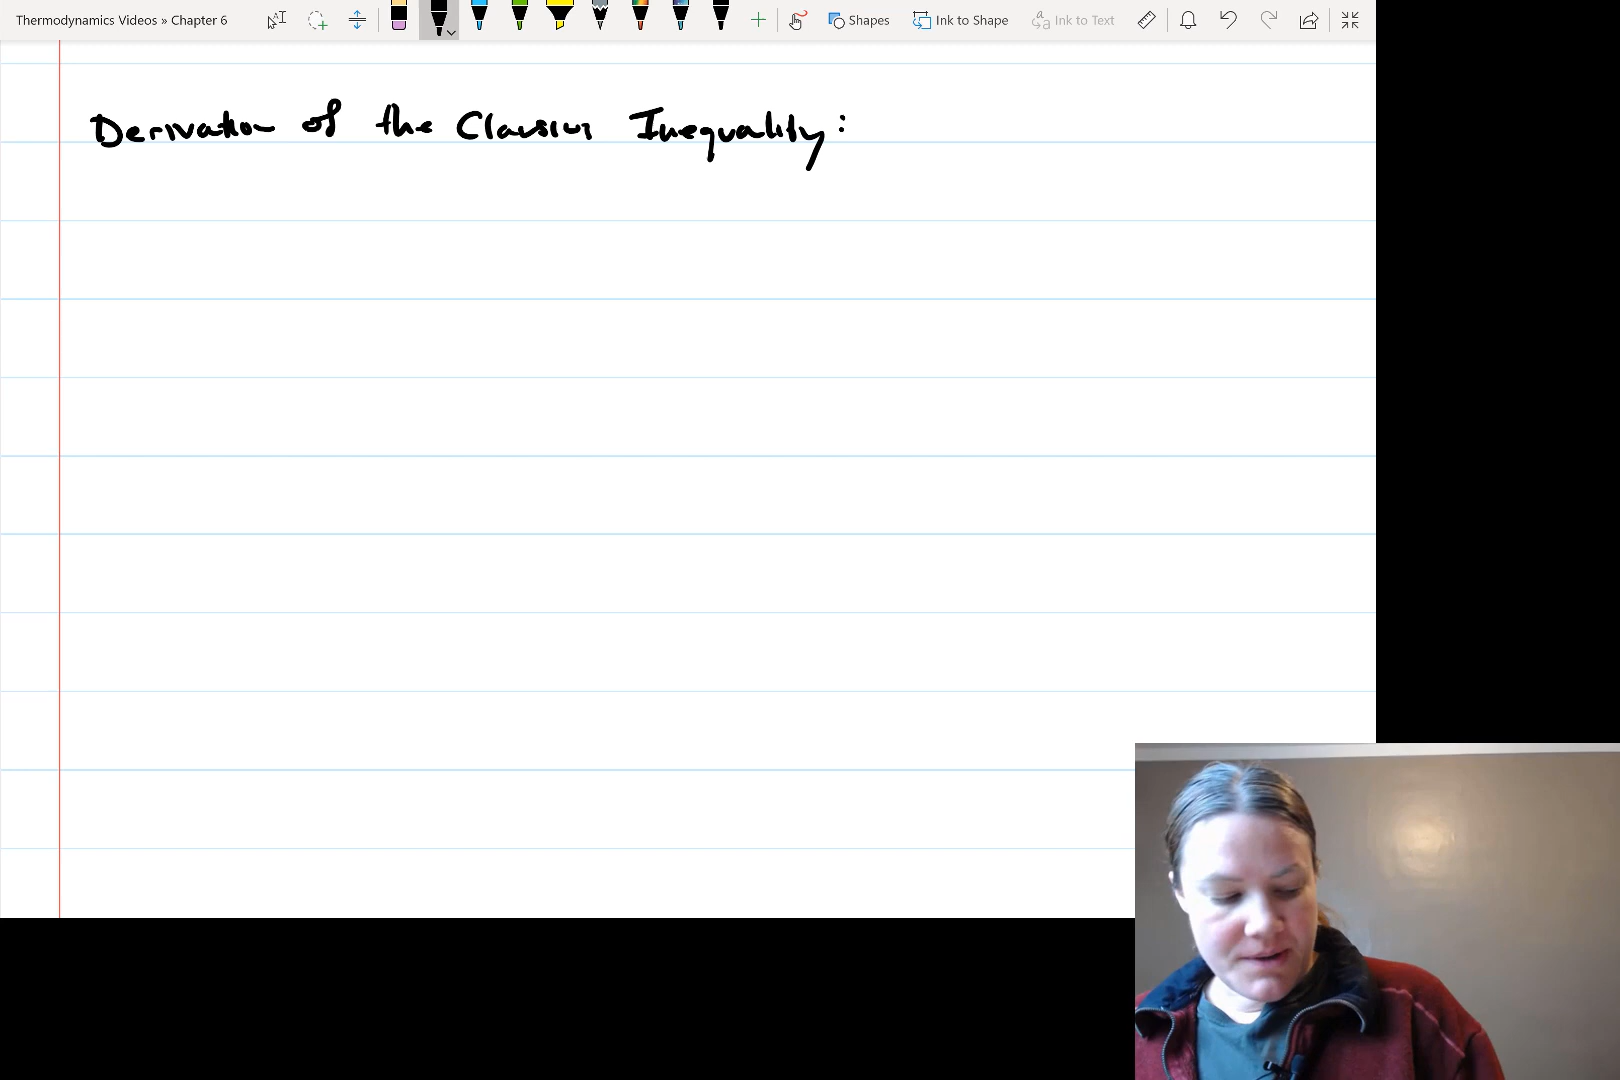 Thermodynamics Videos » Chapter 6
Shapes
Ink to Shape
Ink to Text
Derivation of the Clausius Inequality: